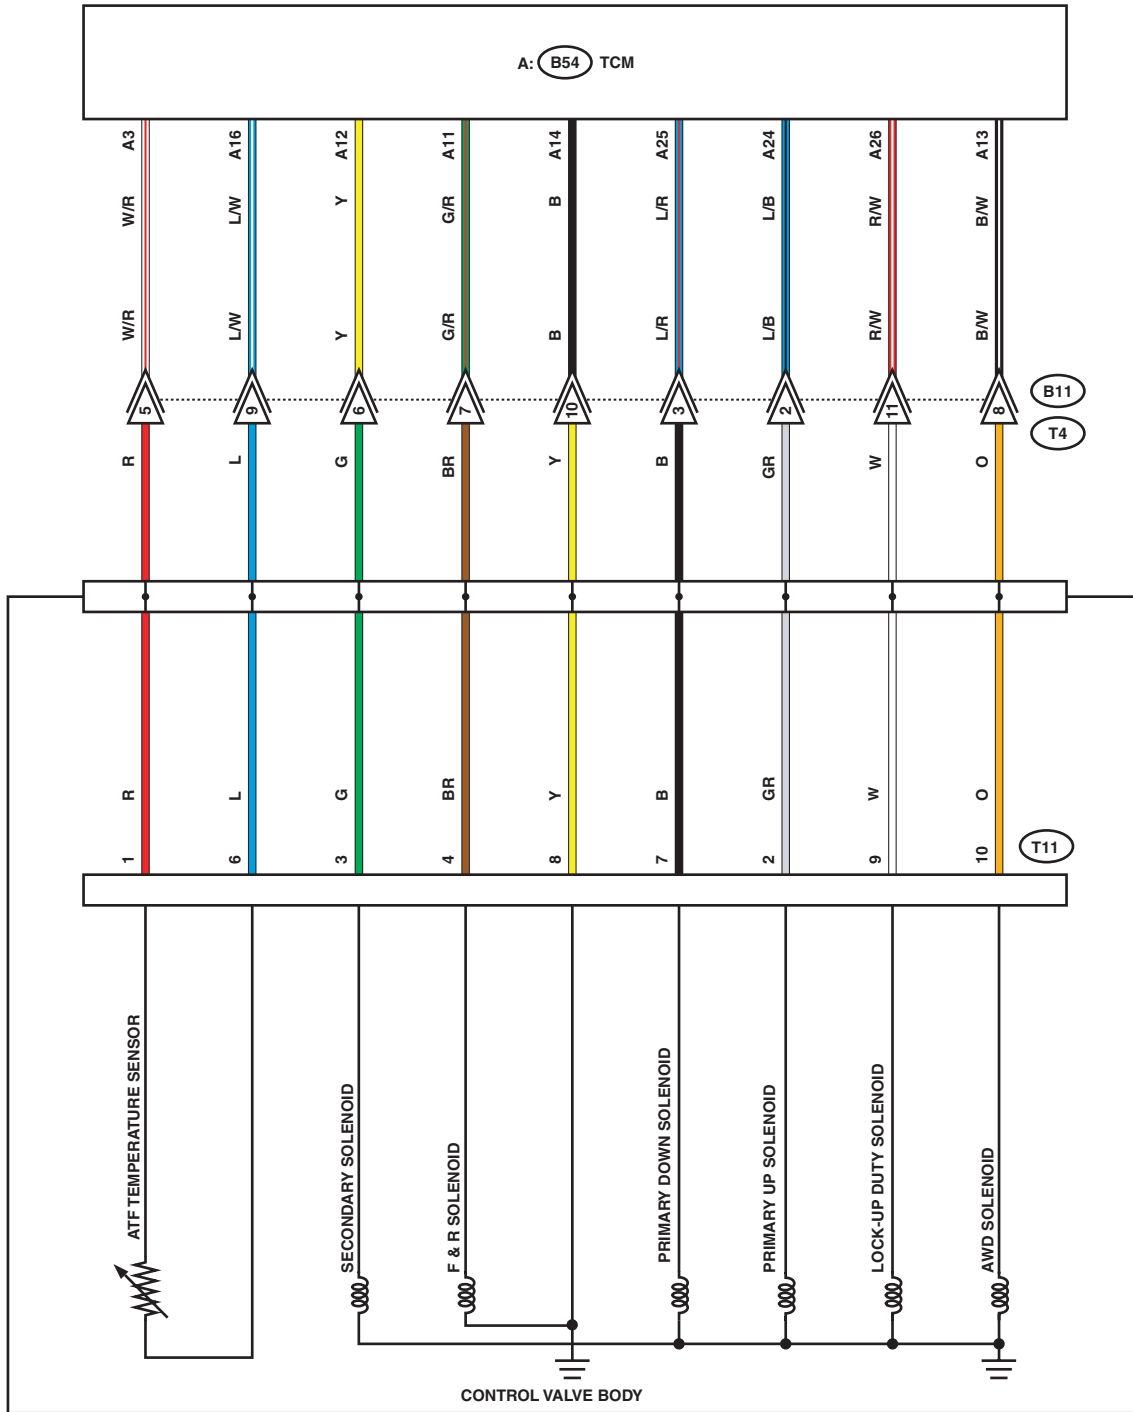 A: B54 TCM
A3 A16 A12 A11 A14 A25 A24 A26 A13
W/R L/W Y G/R B L/R L/B R/W B/W
W/R L/W Y G/R B L/R L/B R/W B/W
B11
5 9 6 7 10 3 2 11 8
T4
R L G BR Y B GR W O
R L G BR Y B GR W O
1 6 3 4 8 7 2 9 10
T11
ATF TEMPERATURE SENSOR
SECONDARY SOLENOID
F & R SOLENOID
PRIMARY DOWN SOLENOID
PRIMARY UP SOLENOID
LOCK-UP DUTY SOLENOID
AWD SOLENOID
CONTROL VALVE BODY